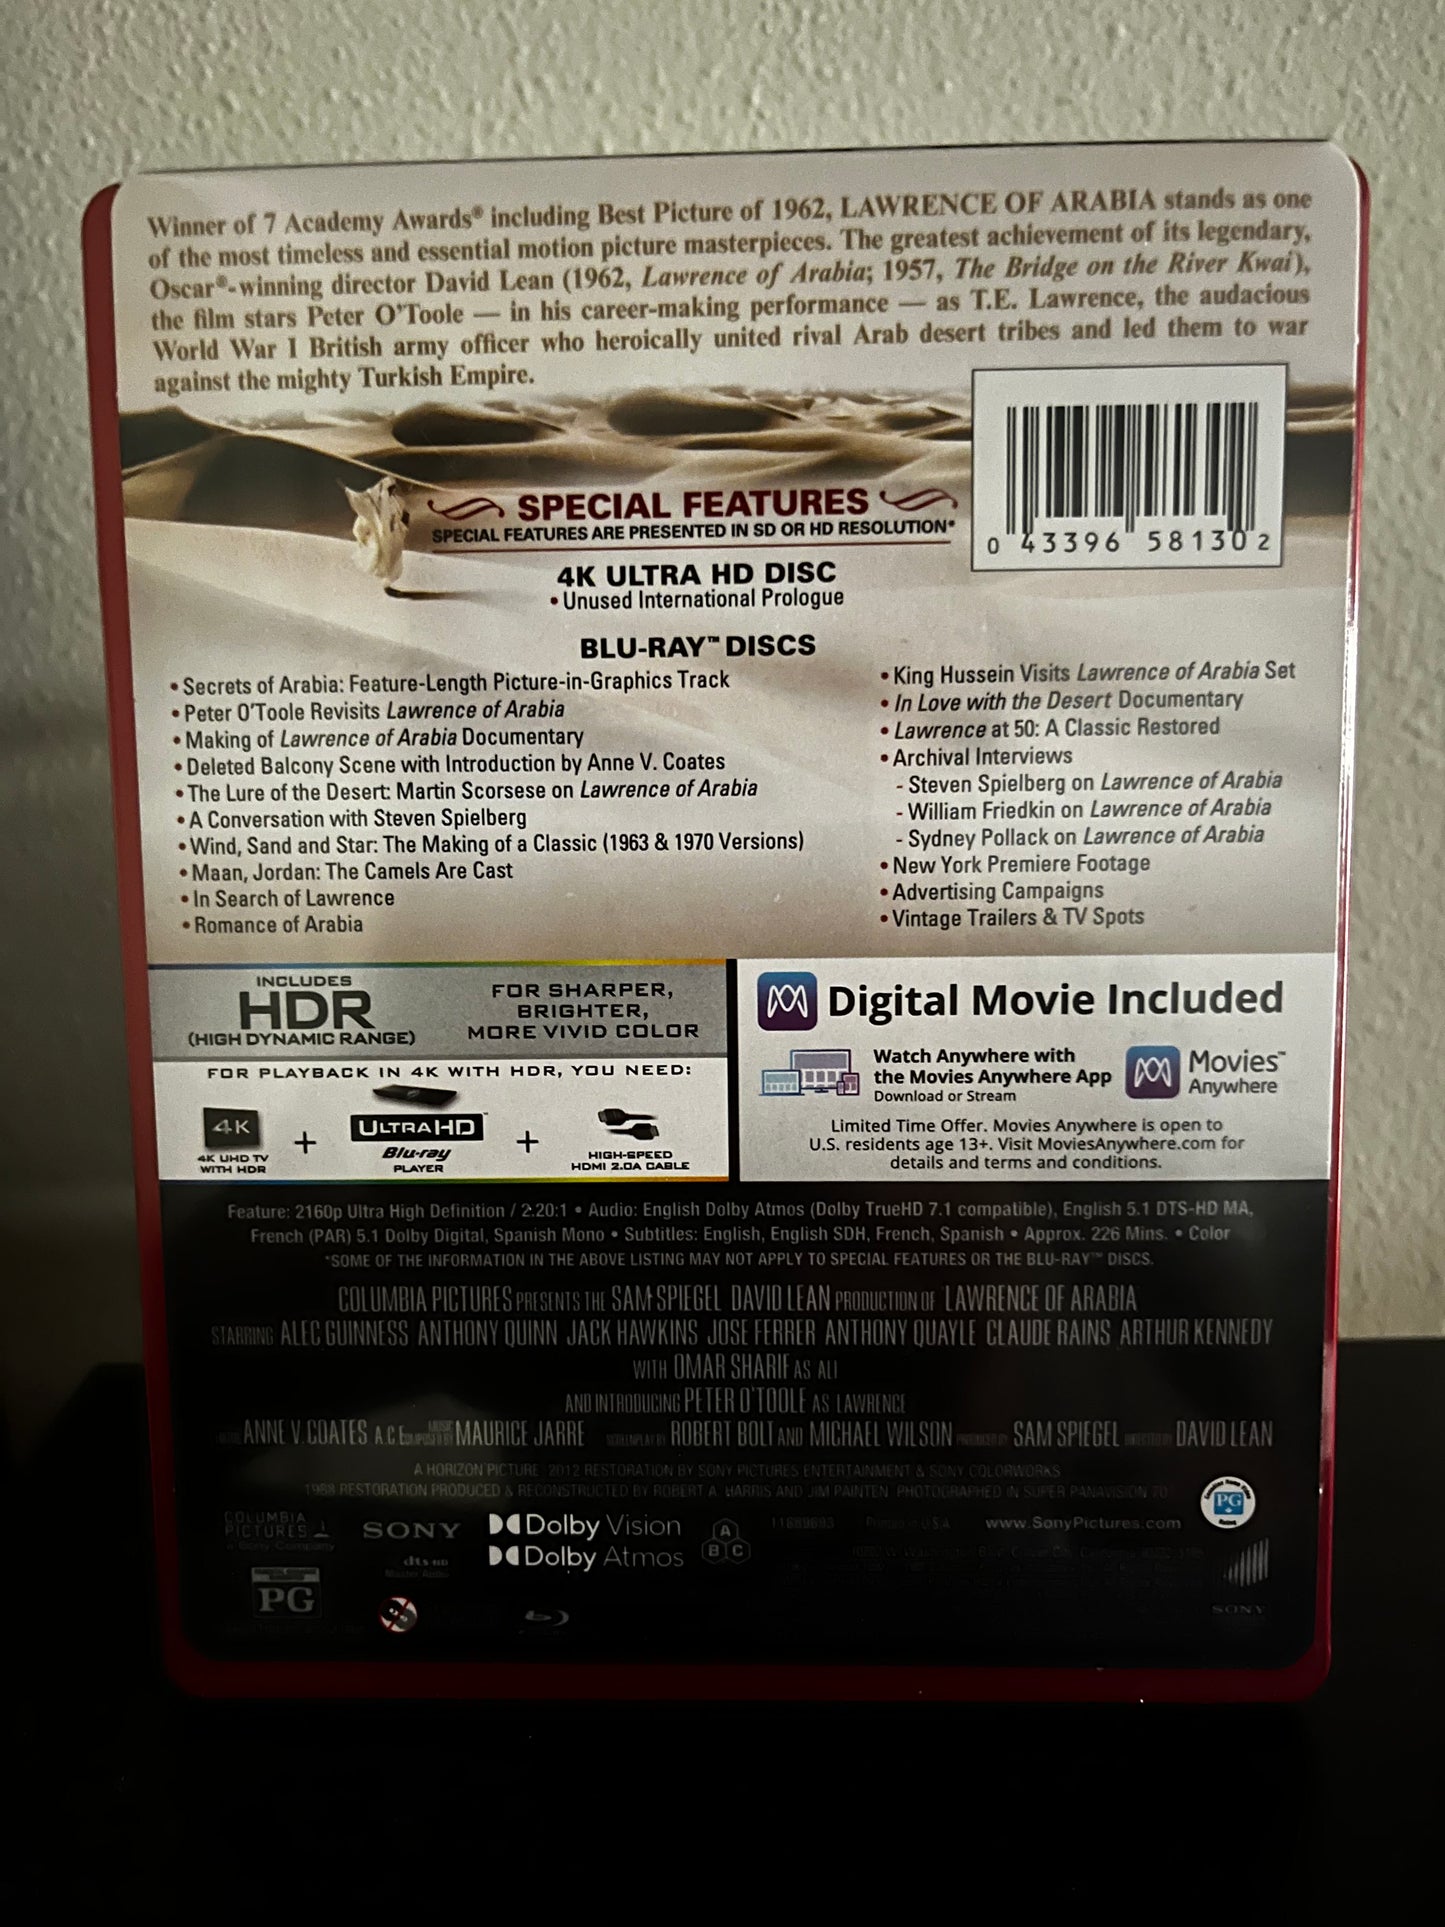 Winner of 7 Academy Awards® including Best Picture of 1962, LAWRENCE OF ARABIA stands as one
of the most timeless and essential motion picture masterpieces. The greatest achievement of its legendary,
Oscar®-winning director David Lean (1962, Lawrence of Arabia; 1957, The Bridge on the River Kwai),
the film stars Peter O'Toole — in his career-making performance — as T.E. Lawrence, the audacious
World War I British army officer who heroically united rival Arab desert tribes and led them to war
against the mighty Turkish Empire.
0 43396 58130 2
SPECIAL FEATURES
SPECIAL FEATURES ARE PRESENTED IN SD OR HD RESOLUTION*
4K ULTRA HD DISC
• Unused International Prologue
BLU-RAY™ DISCS
• Secrets of Arabia: Feature-Length Picture-in-Graphics Track
• Peter O'Toole Revisits Lawrence of Arabia
• Making of Lawrence of Arabia Documentary
• Deleted Balcony Scene with Introduction by Anne V. Coates
• The Lure of the Desert: Martin Scorsese on Lawrence of Arabia
• A Conversation with Steven Spielberg
• Wind, Sand and Star: The Making of a Classic (1963 & 1970 Versions)
• Maan, Jordan: The Camels Are Cast
• In Search of Lawrence
• Romance of Arabia
• King Hussein Visits Lawrence of Arabia Set
• In Love with the Desert Documentary
• Lawrence at 50: A Classic Restored
• Archival Interviews
- Steven Spielberg on Lawrence of Arabia
- William Friedkin on Lawrence of Arabia
- Sydney Pollack on Lawrence of Arabia
• New York Premiere Footage
• Advertising Campaigns
• Vintage Trailers & TV Spots
INCLUDES
HDR
(HIGH DYNAMIC RANGE)
FOR SHARPER,
BRIGHTER,
MORE VIVID COLOR
FOR PLAYBACK IN 4K WITH HDR, YOU NEED:
4K
4K UHD TV
WITH HDR
+
ULTRA HD™
Blu-ray
PLAYER
+
HIGH-SPEED
HDMI 2.0A CABLE
Digital Movie Included
Watch Anywhere with
the Movies Anywhere App
Download or Stream
Movies™
Anywhere
Limited Time Offer. Movies Anywhere is open to
U.S. residents age 13+. Visit MoviesAnywhere.com for
details and terms and conditions.
Feature: 2160p Ultra High Definition / 2.20:1 • Audio: English Dolby Atmos (Dolby TrueHD 7.1 compatible), English 5.1 DTS-HD MA,
French (PAR) 5.1 Dolby Digital, Spanish Mono • Subtitles: English, English SDH, French, Spanish • Approx. 226 Mins. • Color
*SOME OF THE INFORMATION IN THE ABOVE LISTING MAY NOT APPLY TO SPECIAL FEATURES OR THE BLU-RAY™ DISCS.
COLUMBIA PICTURES PRESENTS THE SAM SPIEGEL DAVID LEAN PRODUCTION OF LAWRENCE OF ARABIA
STARRING ALEC GUINNESS ANTHONY QUINN JACK HAWKINS JOSE FERRER ANTHONY QUAYLE CLAUDE RAINS ARTHUR KENNEDY
WITH OMAR SHARIF AS ALI
AND INTRODUCING PETER O'TOOLE AS LAWRENCE
ANNE V. COATES A.C.E. MUSIC COMPOSED BY MAURICE JARRE SCREENPLAY BY ROBERT BOLT AND MICHAEL WILSON PRODUCED BY SAM SPIEGEL DIRECTED BY DAVID LEAN
A HORIZON PICTURE 2012 RESTORATION BY SONY PICTURES ENTERTAINMENT & SONY COLORWORKS
1988 RESTORATION PRODUCED & RECONSTRUCTED BY ROBERT A. HARRIS AND JIM PAINTEN PHOTOGRAPHED IN SUPER PANAVISION 70
COLUMBIA
PICTURES
a Sony Company
SONY
dts-HD
Master Audio
Dolby Vision
Dolby Atmos
A
B C
Printed in U.S.A.
www.SonyPictures.com
PG
PG
SONY